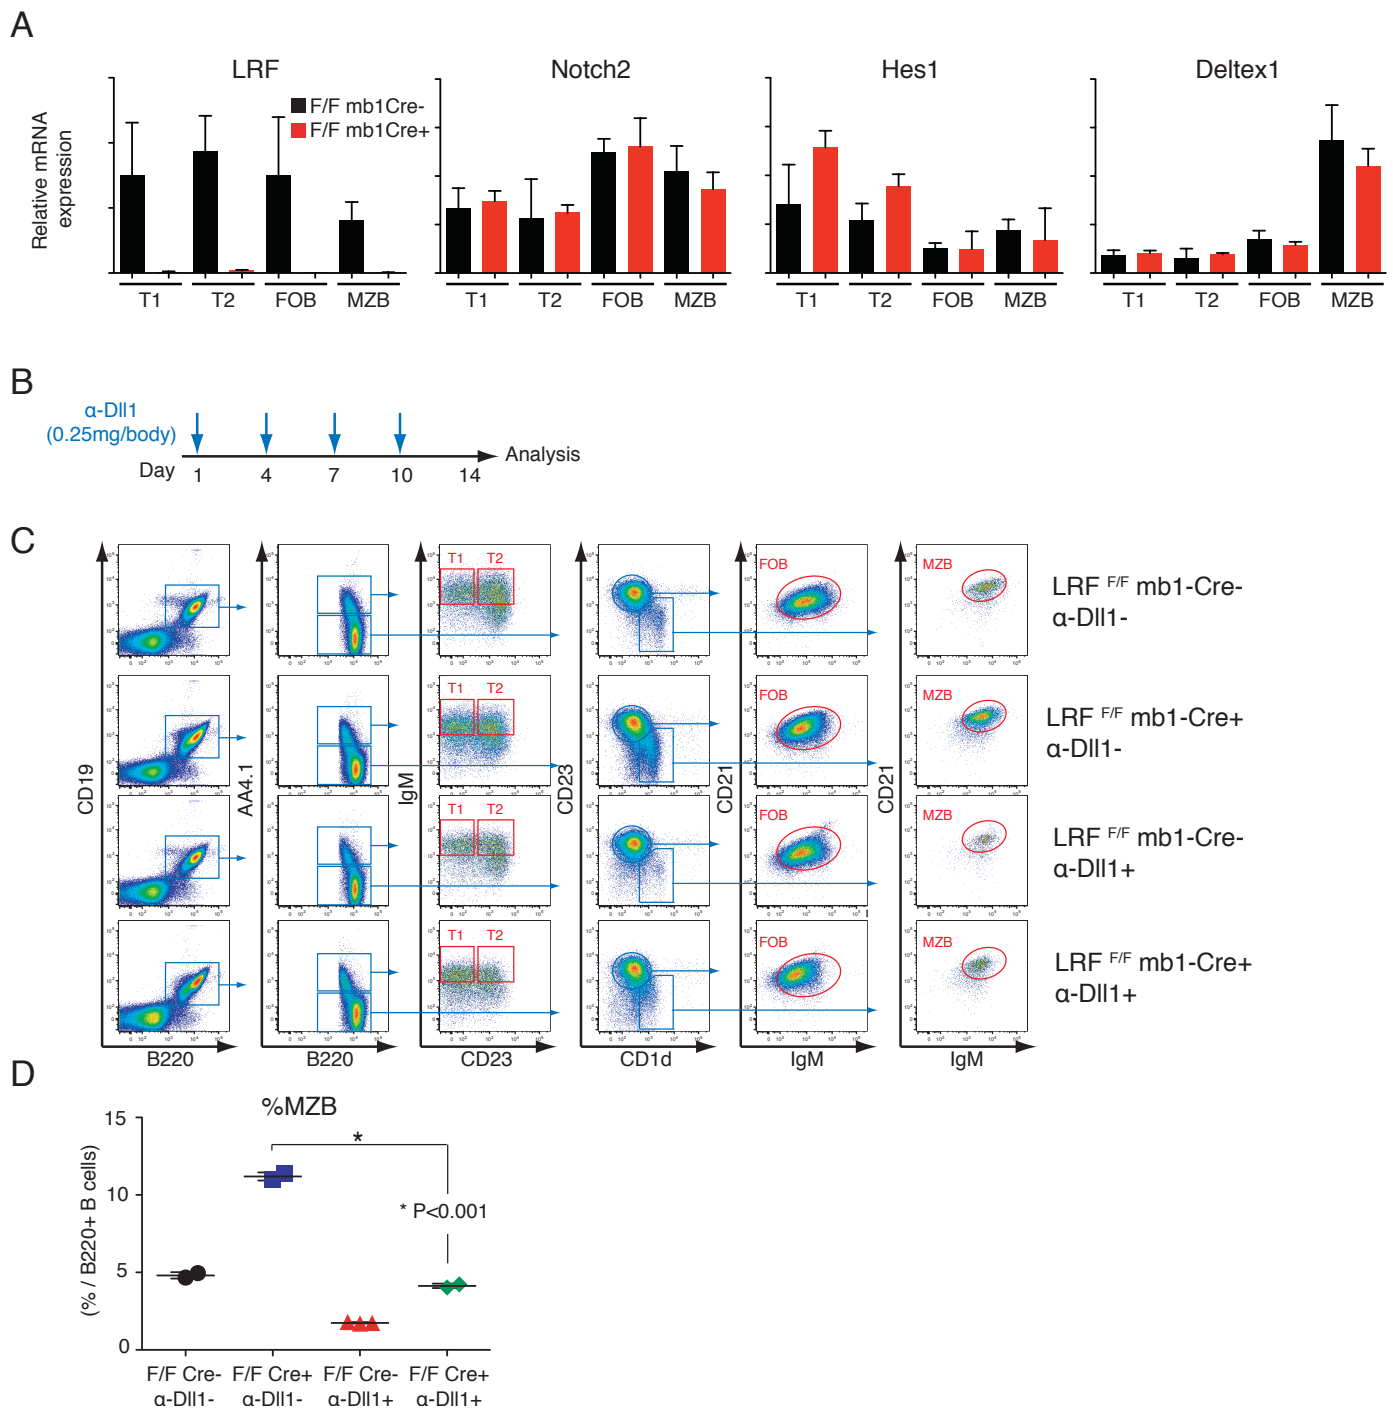 A
LRF
Notch2
Hes1
Deltex1
F/F mb1Cre-
F/F mb1Cre+
Relative mRNA
expression
T1 T2 FOB MZB
T1 T2 FOB MZB
T1 T2 FOB MZB
T1 T2 FOB MZB
B
α-Dll1
(0.25mg/body)
Day 1 4 7 10 14 Analysis
C
T1 T2 FOB MZB
LRF F/F mb1-Cre-
α-Dll1-
T1 T2 FOB MZB
LRF F/F mb1-Cre+
α-Dll1-
T1 T2 FOB MZB
LRF F/F mb1-Cre-
α-Dll1+
T1 T2 FOB MZB
LRF F/F mb1-Cre+
α-Dll1+
CD19
AA4.1
IgM
CD23
CD21
CD21
B220 B220 CD23 CD1d IgM IgM
D
%MZB
(% / B220+ B cells)
15
10
5
0
*
* P<0.001
F/F Cre- F/F Cre+ F/F Cre- F/F Cre+
α-Dll1- α-Dll1- α-Dll1+ α-Dll1+